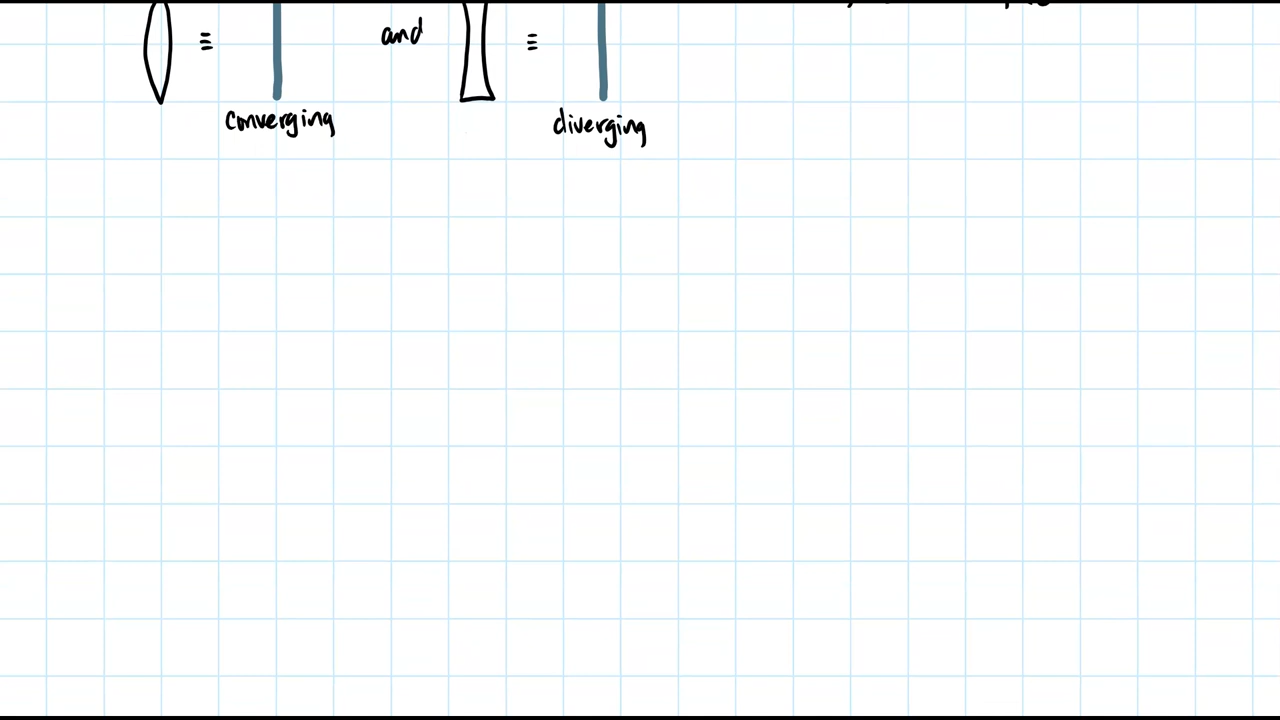 ≡ and ≡
converging diverging